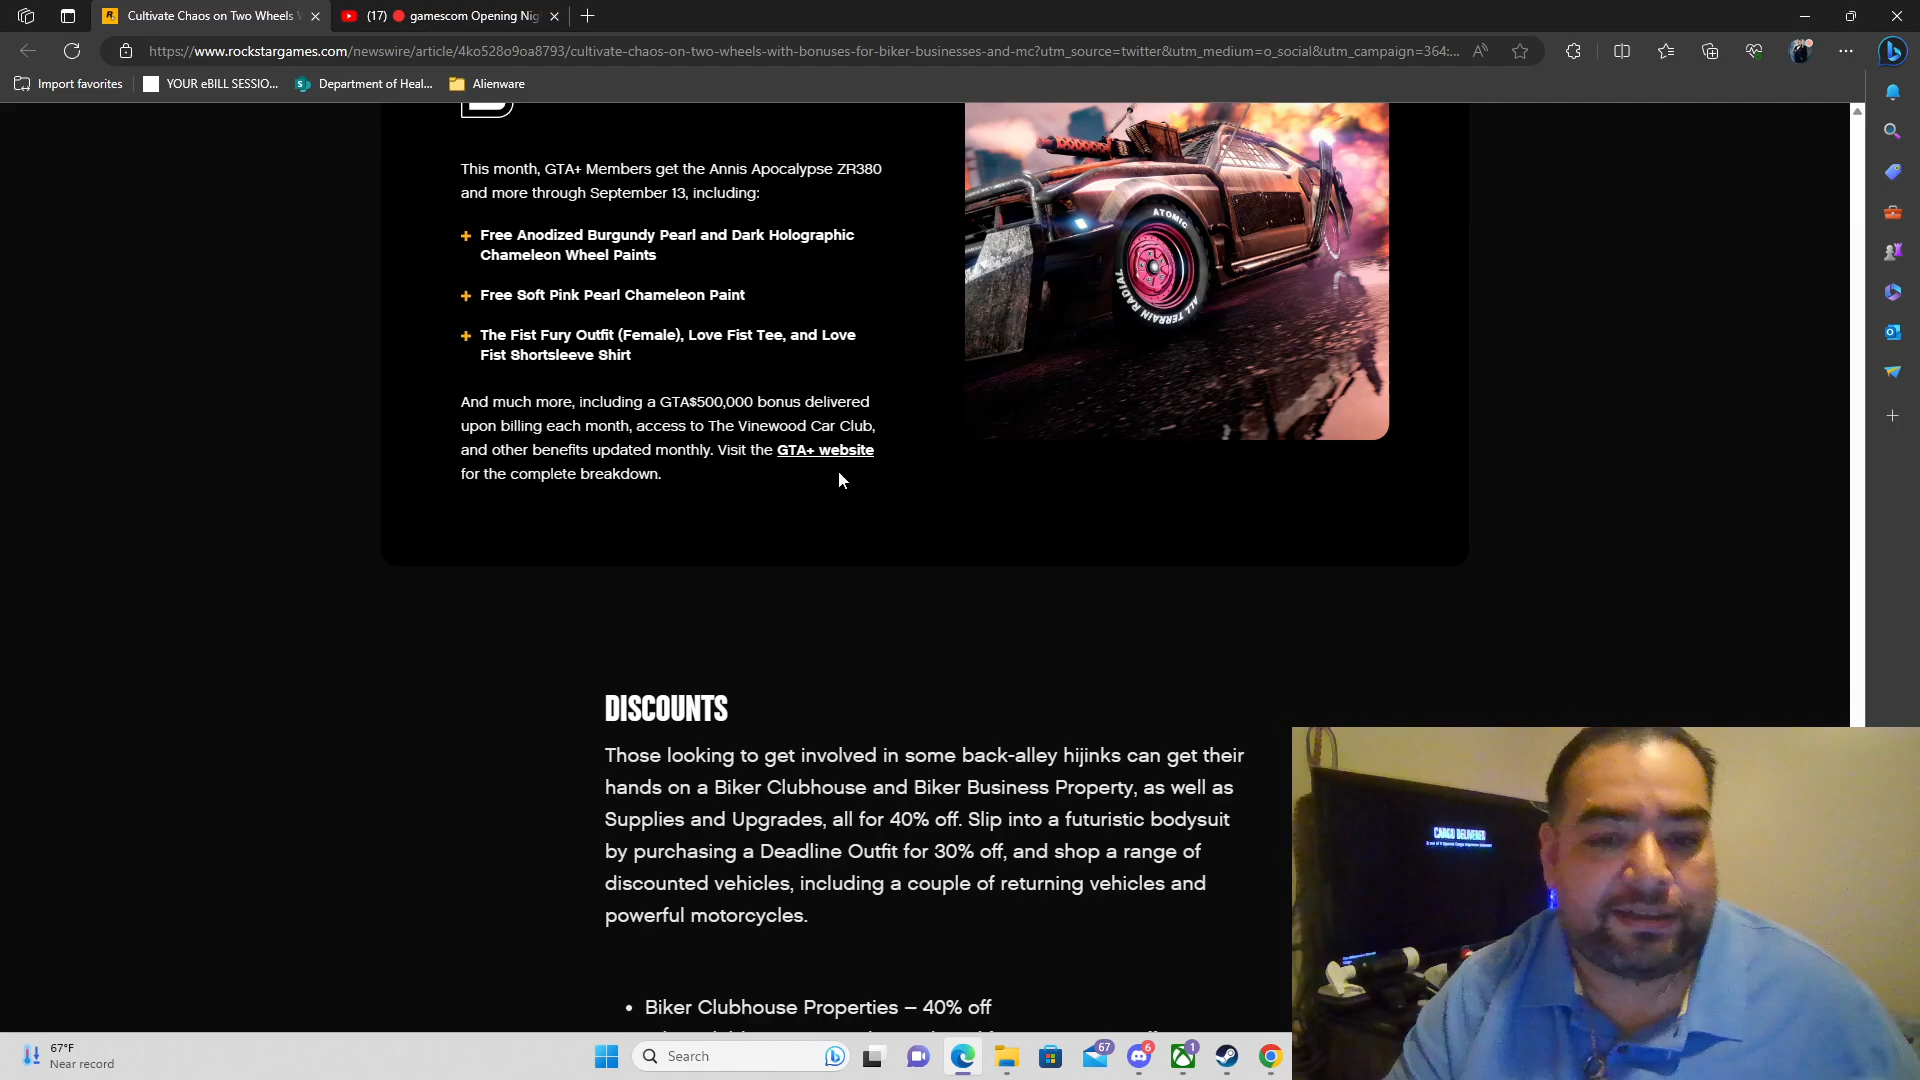 Cultivate Chaos on Two Wheels
(17) gamescom Opening Nig
https://www.rockstargames.com/newswire/article/4ko528o9oa8793/cultivate-chaos-on-two-wheels-with-bonuses-for-biker-businesses-and-mc?utm_source=twitter&utm_medium=o_social&utm_campaign=364:...
Import favorites
YOUR eBILL SESSIO...
Department of Heal...
Alienware
This month, GTA+ Members get the Annis Apocalypse ZR380
and more through September 13, including:
+ Free Anodized Burgundy Pearl and Dark Holographic
Chameleon Wheel Paints
+ Free Soft Pink Pearl Chameleon Paint
+ The Fist Fury Outfit (Female), Love Fist Tee, and Love
Fist Shortsleeve Shirt
And much more, including a GTA$500,000 bonus delivered
upon billing each month, access to The Vinewood Car Club,
and other benefits updated monthly. Visit the GTA+ website
for the complete breakdown.
ATOMIC
ALL TERRAIN RADIAL
DISCOUNTS
Those looking to get involved in some back-alley hijinks can get their
hands on a Biker Clubhouse and Biker Business Property, as well as
Supplies and Upgrades, all for 40% off. Slip into a futuristic bodysuit
by purchasing a Deadline Outfit for 30% off, and shop a range of
discounted vehicles, including a couple of returning vehicles and
powerful motorcycles.
• Biker Clubhouse Properties – 40% off
CARGO DELIVERED
67°F
Near record
Search
67
6
1